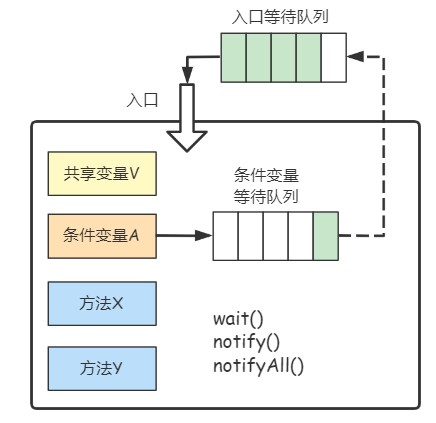 入口等待队列
入口
共享变量V
条件变量
等待队列
条件变量A
方法X
wait()
notify()
notifyAll()
方法Y